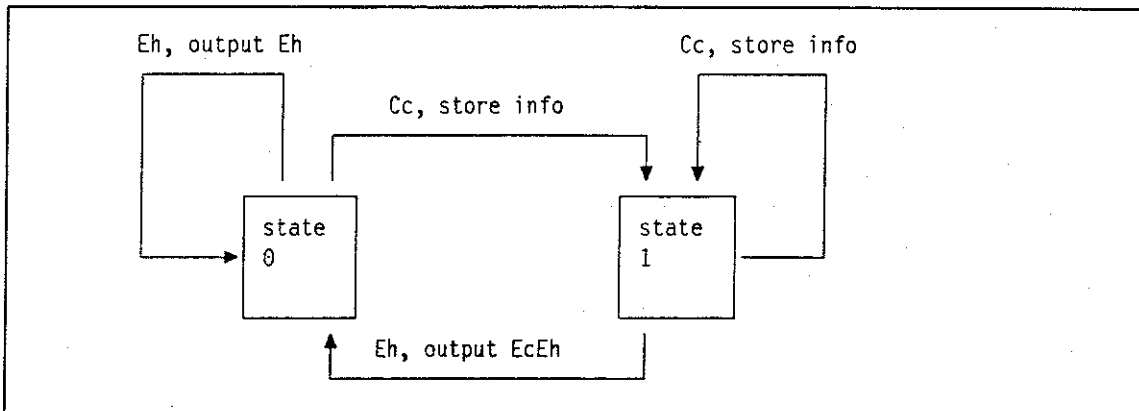 Eh, output Eh
Cc, store info
Cc, store info
state
0
state
1
Eh, output EcEh